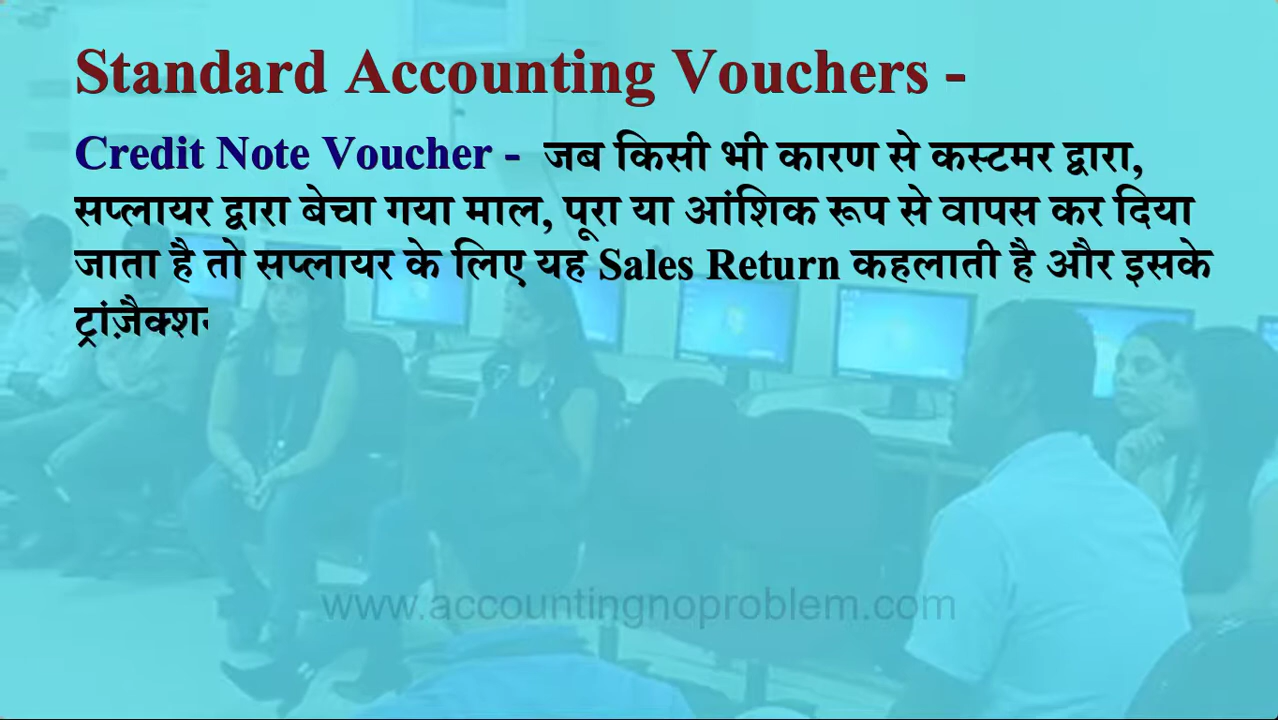 Standard Accounting Vouchers -
Credit Note Voucher - जब किसी भी कारण से कस्टमर द्वारा,
सप्लायर द्वारा बेचा गया माल, पूरा या आंशिक रूप से वापस कर दिया
जाता है तो सप्लायर के लिए यह Sales Return कहलाती है और इसके
ट्रांज़ैक्शन
www.accountingnoproblem.com